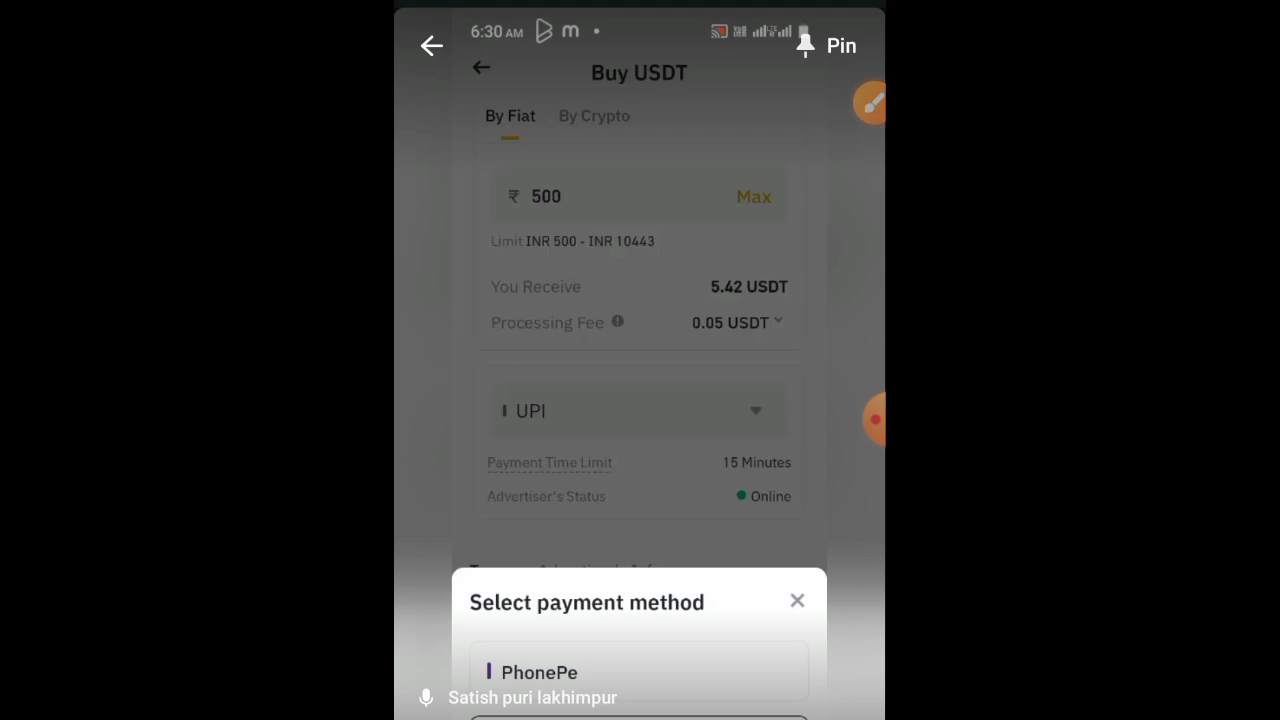 6:30 AM m
Pin
Buy USDT
By Fiat By Crypto
₹ 500 Max
Limit INR 500 - INR 10443
You Receive 5.42 USDT
Processing Fee 0.05 USDT
UPI
Payment Time Limit 15 Minutes
Advertiser's Status Online
Select payment method
PhonePe
Satish puri lakhimpur